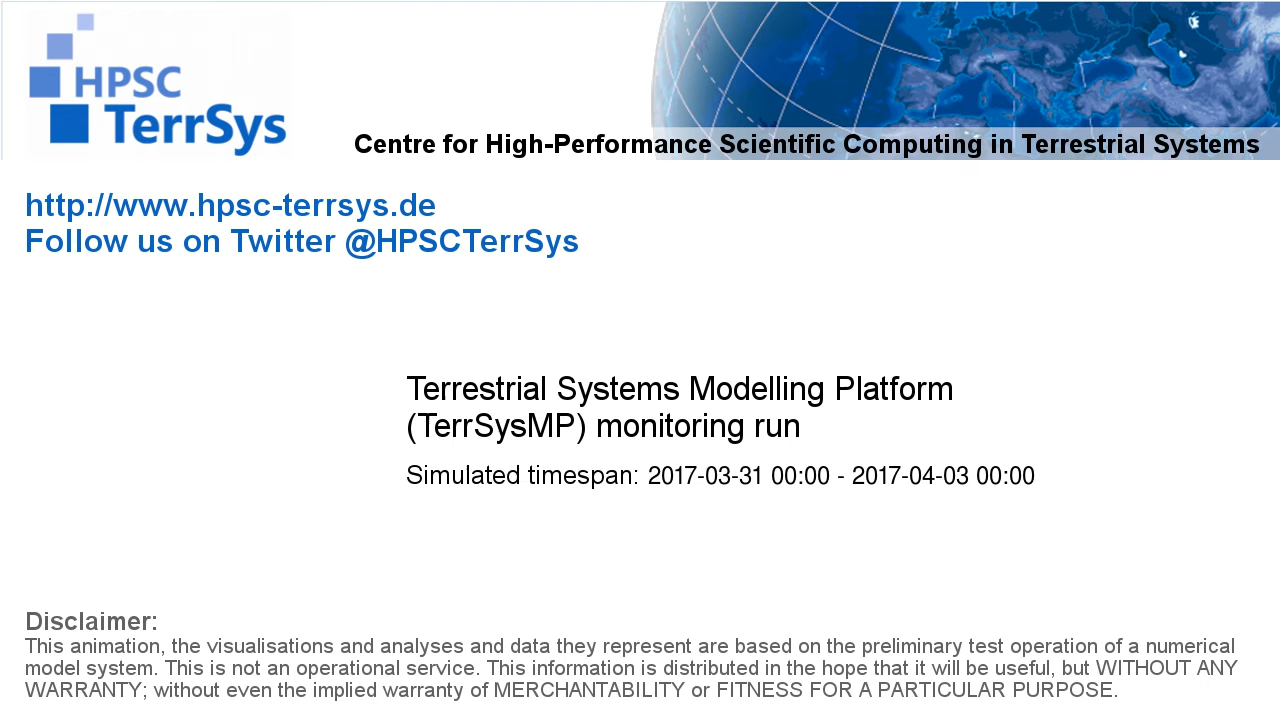 HPSC
TerrSys
Centre for High-Performance Scientific Computing in Terrestrial Systems
http://www.hpsc-terrsys.de
Follow us on Twitter @HPSCTerrSys
Terrestrial Systems Modelling Platform
(TerrSysMP) monitoring run
Simulated timespan: 2017-03-31 00:00 - 2017-04-03 00:00
Disclaimer:
This animation, the visualisations and analyses and data they represent are based on the preliminary test operation of a numerical
model system. This is not an operational service. This information is distributed in the hope that it will be useful, but WITHOUT ANY
WARRANTY; without even the implied warranty of MERCHANTABILITY or FITNESS FOR A PARTICULAR PURPOSE.